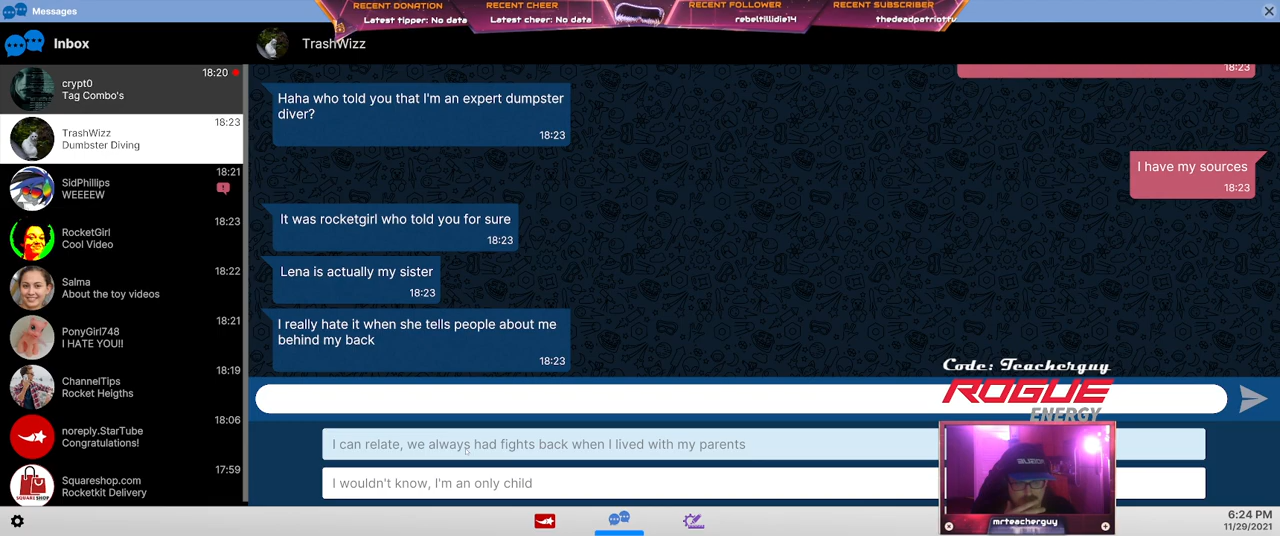 Messages
RECENT DONATION
Latest tipper: No data
RECENT CHEER
Latest cheer: No data
RECENT FOLLOWER
rebeltillidie14
RECENT SUBSCRIBER
thedeadpatriottv
Inbox
TrashWizz
crypt0
Tag Combo's
18:20
TrashWizz
Dumbster Diving
18:23
SidPhillips
WEEEEW
18:21
RocketGirl
Cool Video
18:23
Salma
About the toy videos
18:22
PonyGirl748
I HATE YOU!!
18:21
ChannelTips
Rocket Heigths
18:19
noreply.StarTube
Congratulations!
18:06
Squareshop.com
Rocketkit Delivery
17:59
SQUARE
SHOP
18:23
Haha who told you that I'm an expert dumpster
diver?
18:23
I have my sources
18:23
It was rocketgirl who told you for sure
18:23
Lena is actually my sister
18:23
I really hate it when she tells people about me
behind my back
18:23
I can relate, we always had fights back when I lived with my parents
I wouldn't know, I'm an only child
Code: Teacherguy
ROGUE
ENERGY
mrteacherguy
6:24 PM
11/29/2021